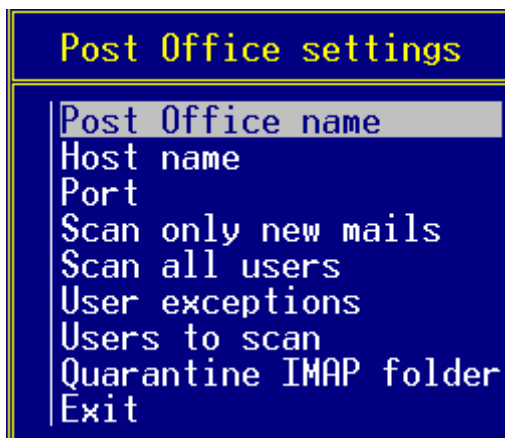 Post Office settings
Post Office name
Host name
Port
Scan only new mails
Scan all users
User exceptions
Users to scan
Quarantine IMAP folder
Exit